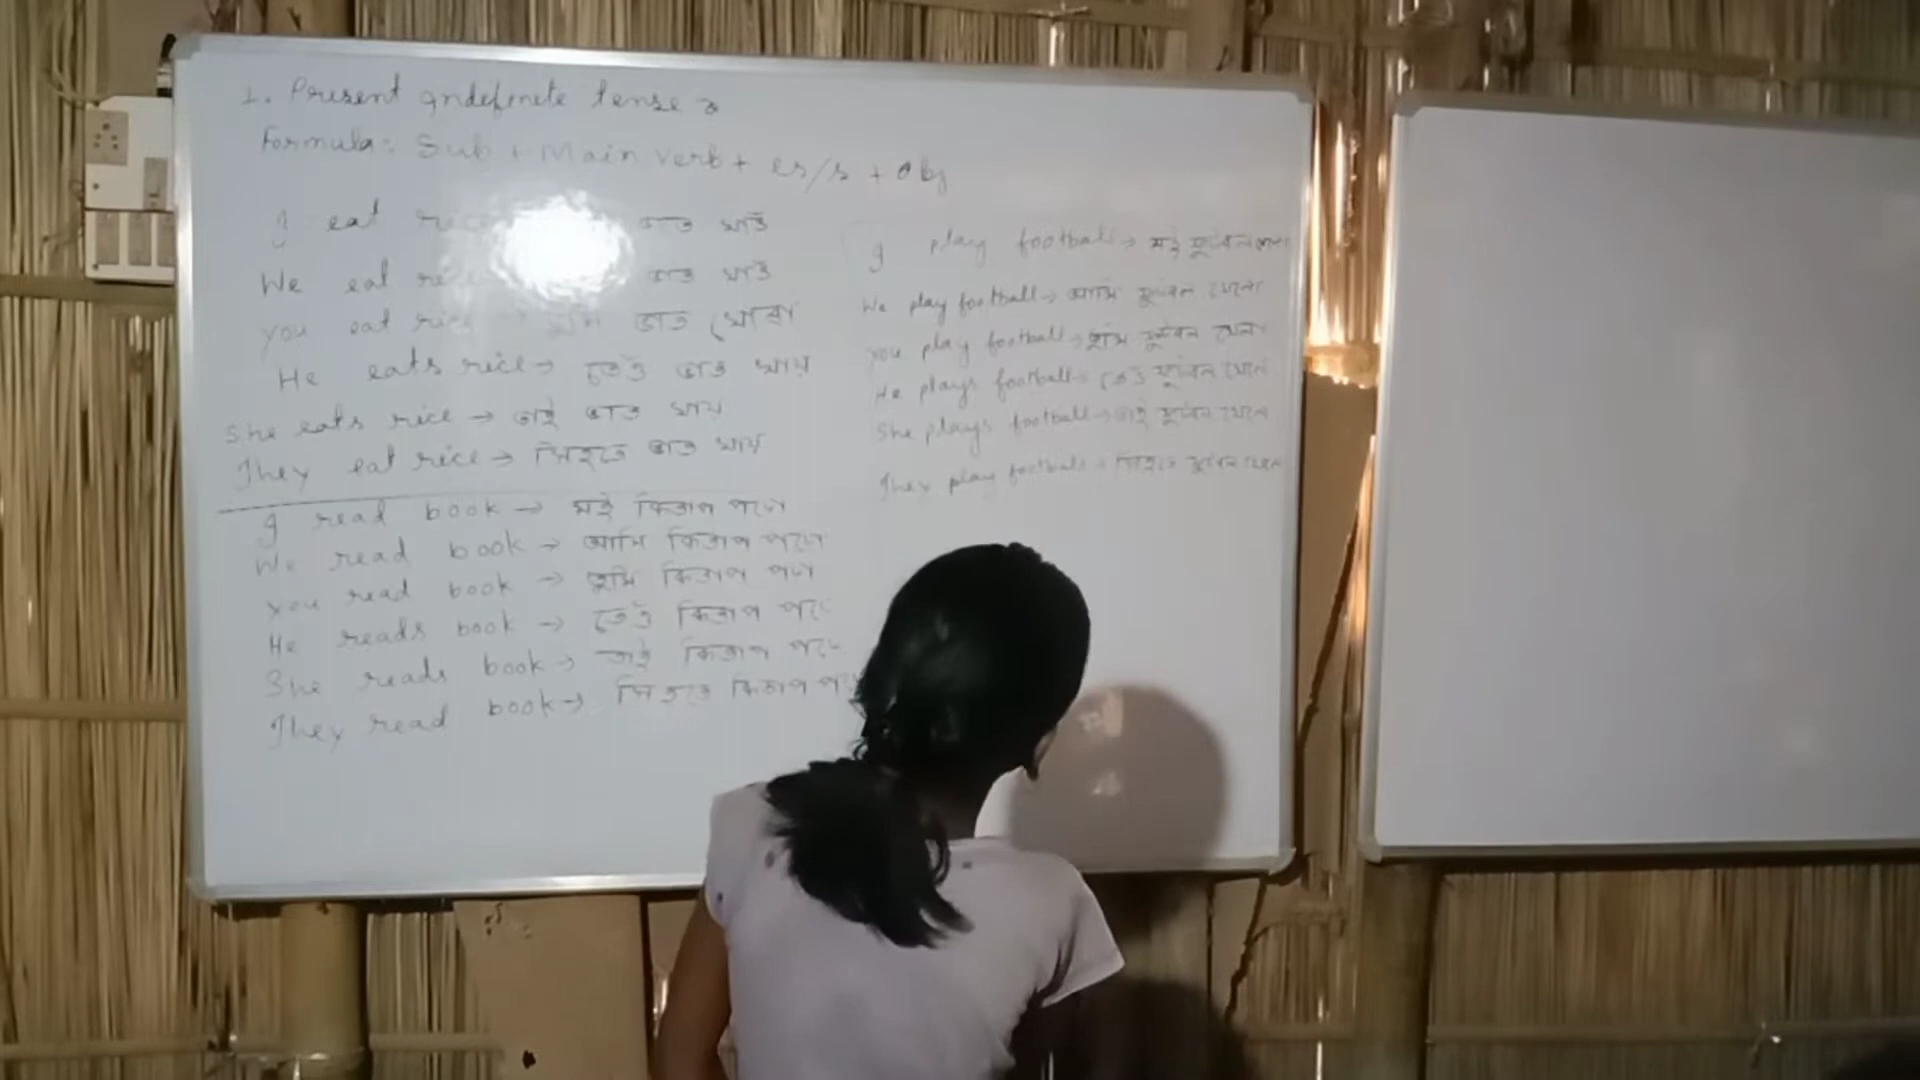 1. Present Indefinite tense :
Formula: Sub + Main verb + es/s + obj
I eat rice ভাত খাওঁ
We eat rice ভাত খাওঁ
You eat rice → ভাত খোৱা
He eats rice → তেওঁ ভাত খায়
She eats rice → তাই ভাত খায়
They eat rice → সিহতে ভাত খায়
I read book → মই কিতাপ পঢো
We read book → আমি কিতাপ পঢো
You read book → তুমি কিতাপ পঢা
He reads book → তেওঁ কিতাপ
She reads book → তাই কিতাপ
They read book → সিহতে কিতাপ
I play football → মই ফুটবল
We play football → আমি ফুটবল খেলো
You play football → তুমি ফুটবল খেলা
He plays football → তেওঁ ফুটবল খেলে
She plays football → তাই ফুটবল খেলে
They play football → সিহতে ফুটবল খেলে